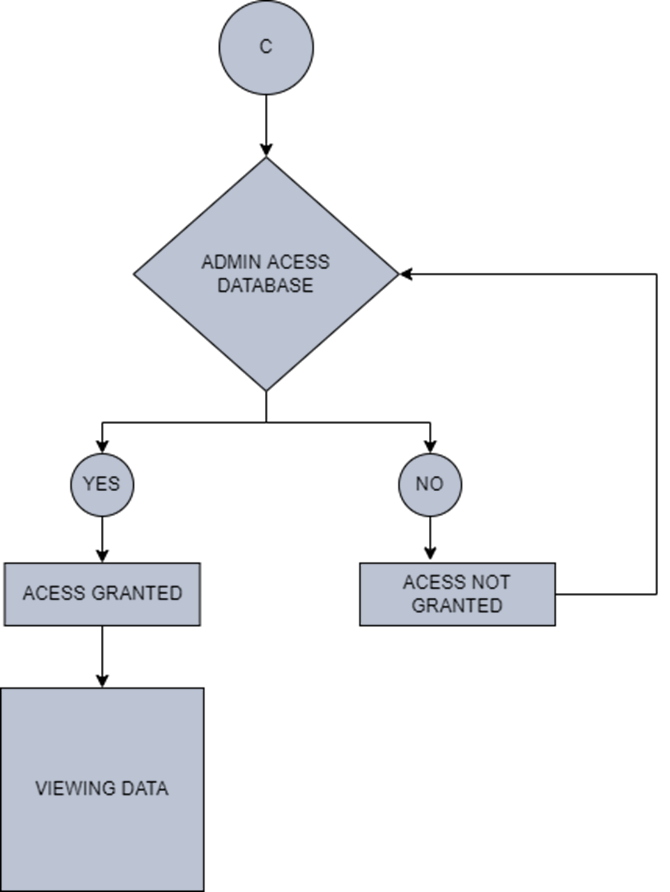 C
ADMIN ACESS
DATABASE
YES
NO
ACESS GRANTED
ACESS NOT
GRANTED
VIEWING DATA